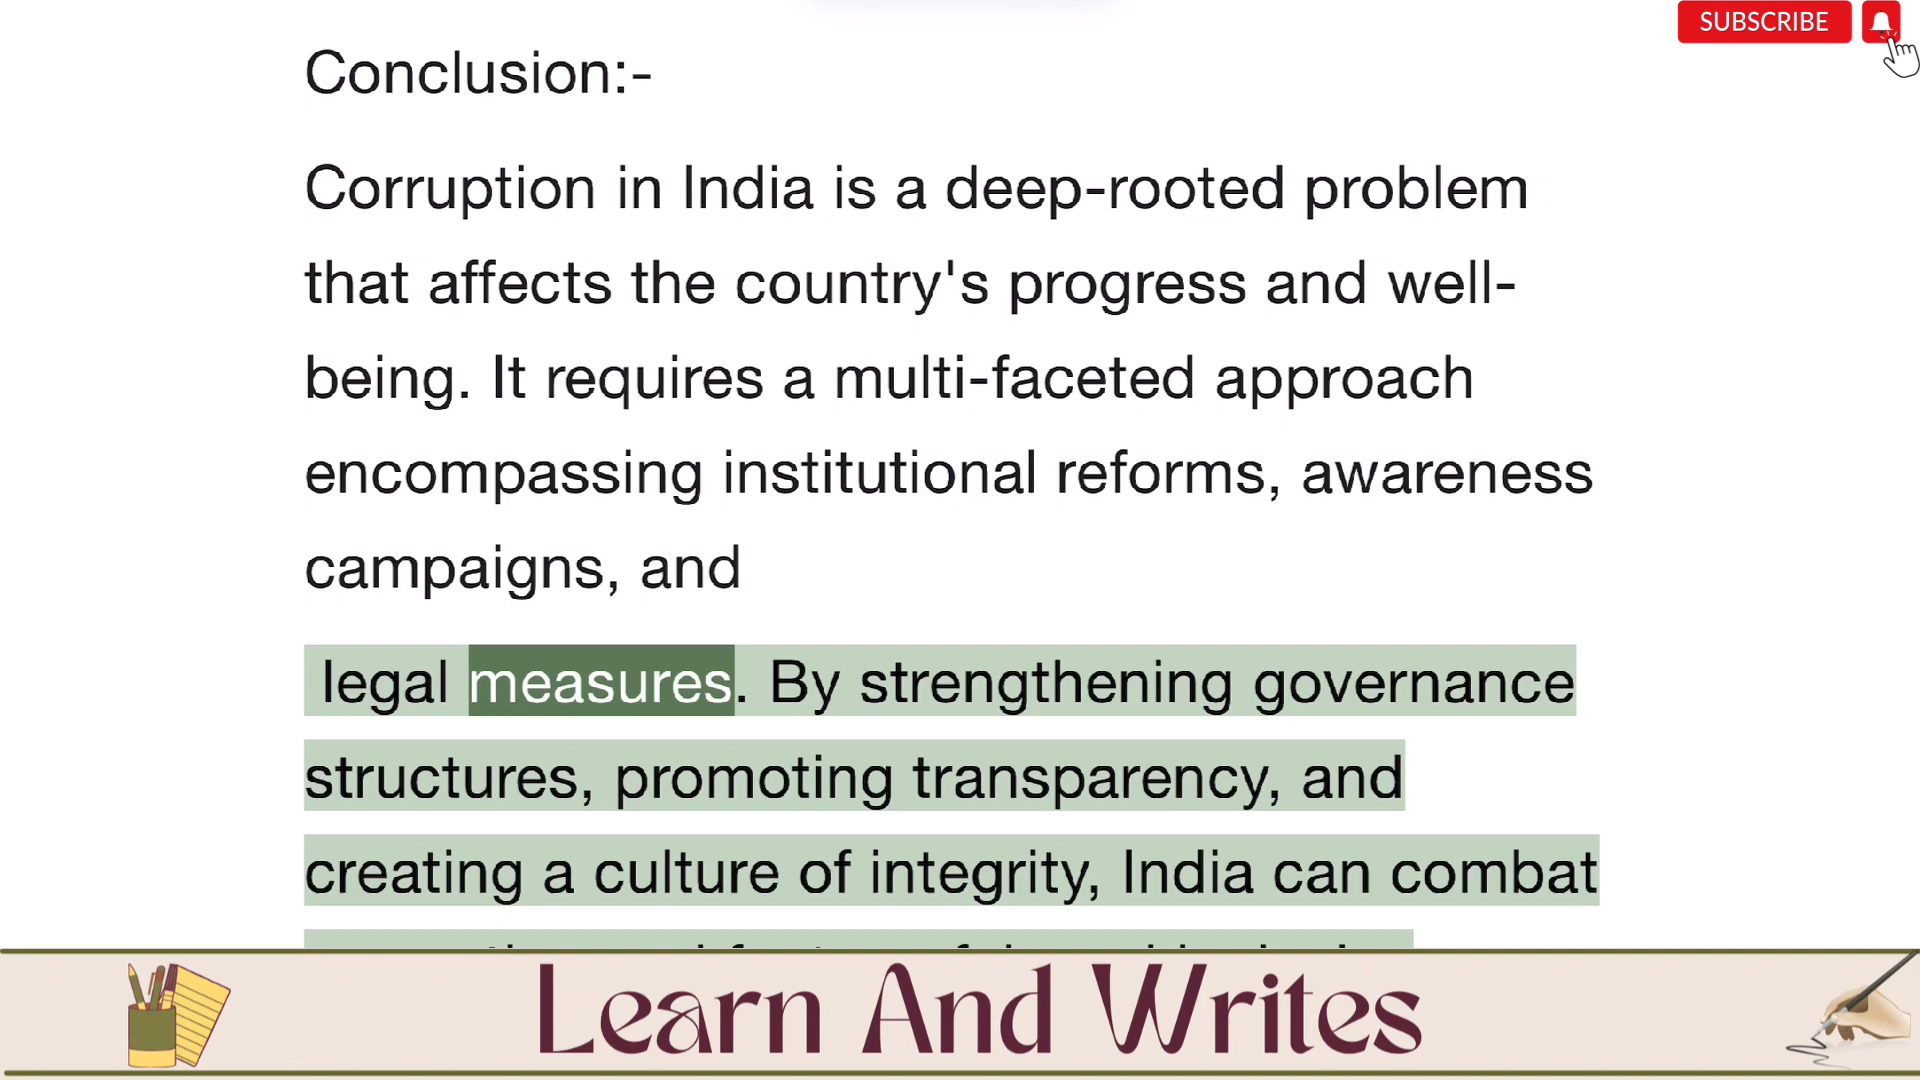 SUBSCRIBE
Conclusion:-
Corruption in India is a deep-rooted problem
that affects the country's progress and well-
being. It requires a multi-faceted approach
encompassing institutional reforms, awareness
campaigns, and
legal measures. By strengthening governance
structures, promoting transparency, and
creating a culture of integrity, India can combat
Learn And Writes